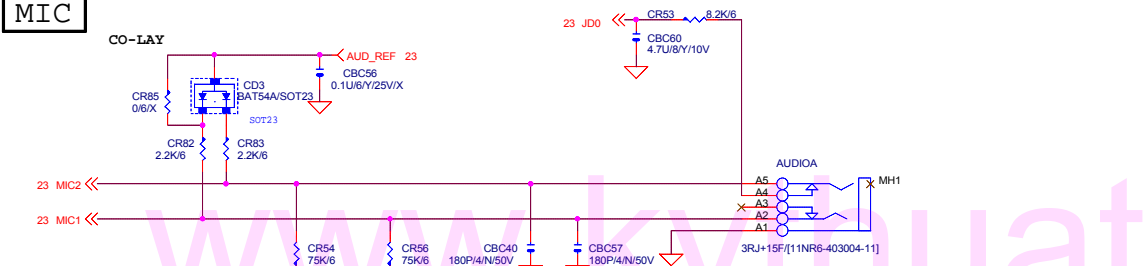 MIC
CO-LAY
23 JD0
CR53
8.2K/6
CBC60
4.7U/8/Y/10V
AUD_REF 23
CBC56
0.1U/6/Y/25V/X
CR85
0/6/X
CD3
BAT54A/SOT23
SOT23
CR82
2.2K/6
CR83
2.2K/6
AUDIOA
23 MIC2
A5
MH1
A4
A3
23 MIC1
A2
A1
CR54
75K/6
CR56
75K/6
CBC40
180P/4/N/50V
CBC57
180P/4/N/50V
3RJ+15F/[11NR6-403004-11]